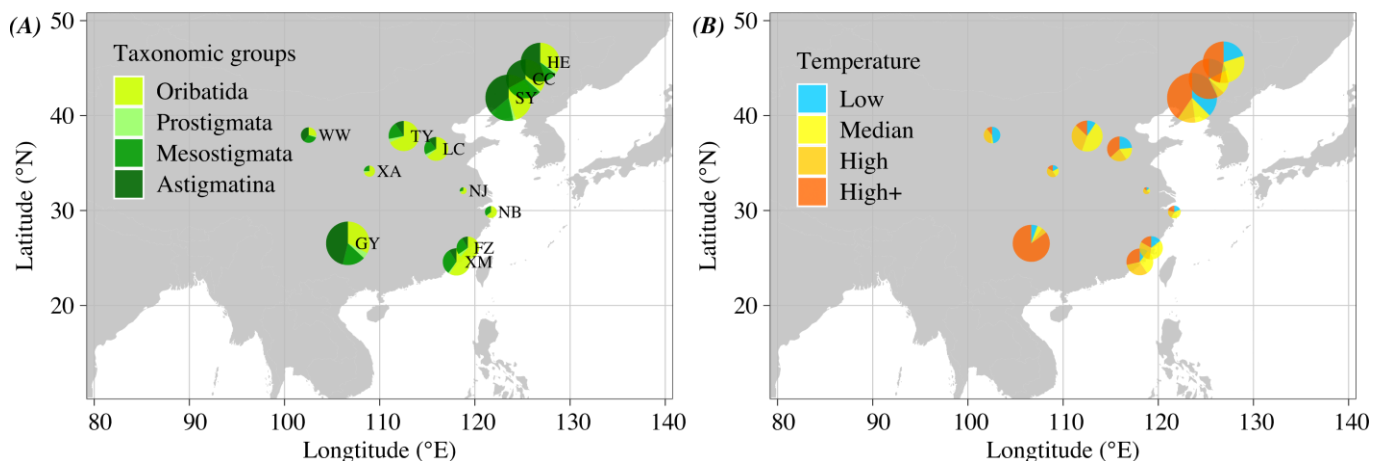 (A)
Taxonomic groups
Oribatida
Prostigmata
Mesostigmata
Astigmatina
HE
CC
SY
WW
TY
LC
XA
NJ
NB
GY
FZ
XM
50
40
30
20
Latitude (°N)
80 90 100 110 120 130 140
Longtitude (°E)
(B)
Temperature
Low
Median
High
High+
50
40
30
20
Latitude (°N)
80 90 100 110 120 130 140
Longtitude (°E)